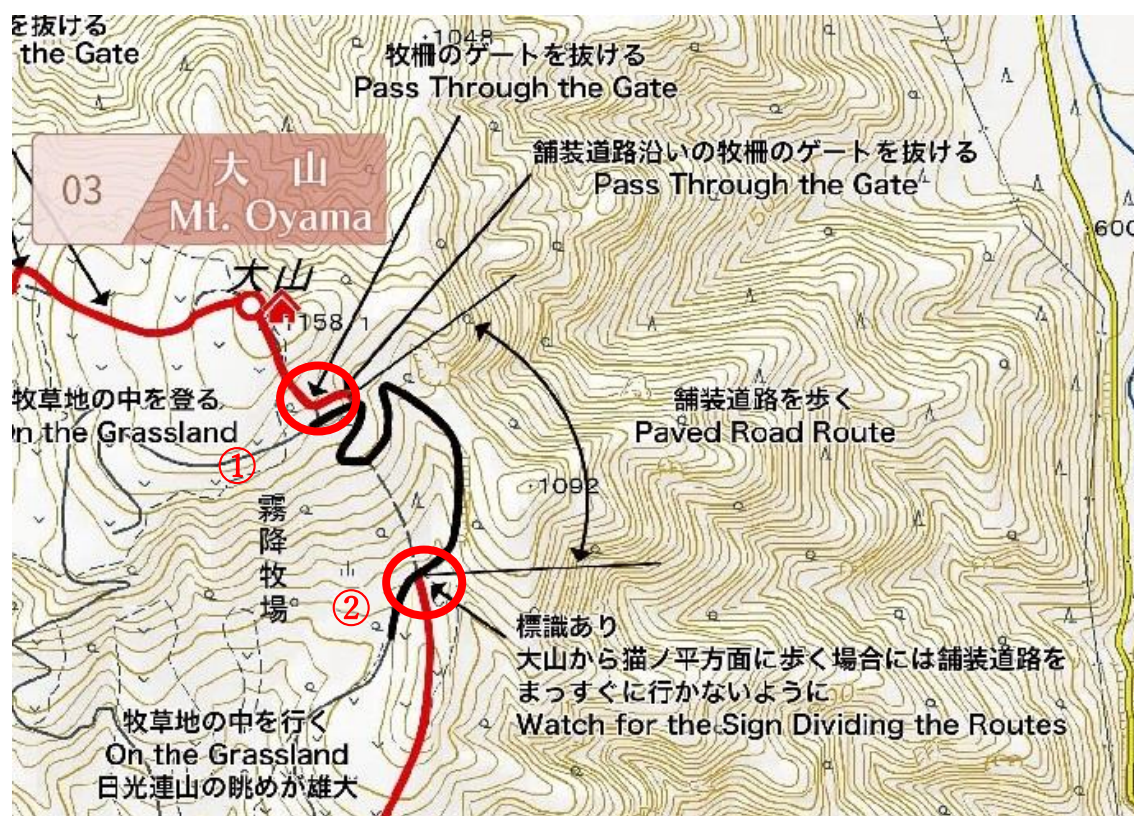 を抜ける
the Gate
1048
牧柵のゲートを抜ける
Pass Through the Gate
舗装道路沿いの牧柵のゲートを抜ける
Pass Through the Gate
03
大 山
Mt. Oyama
600
大山
牧草地の中を登る
n the Grassland
①
舗装道路を歩く
Paved Road Route
1092
霧降牧場
②
標識あり
大山から猫ノ平方面に歩く場合には舗装道路を
まっすぐに行かないように
Watch for the Sign Dividing the Routes
牧草地の中を行く
On the Grassland
日光連山の眺めが雄大